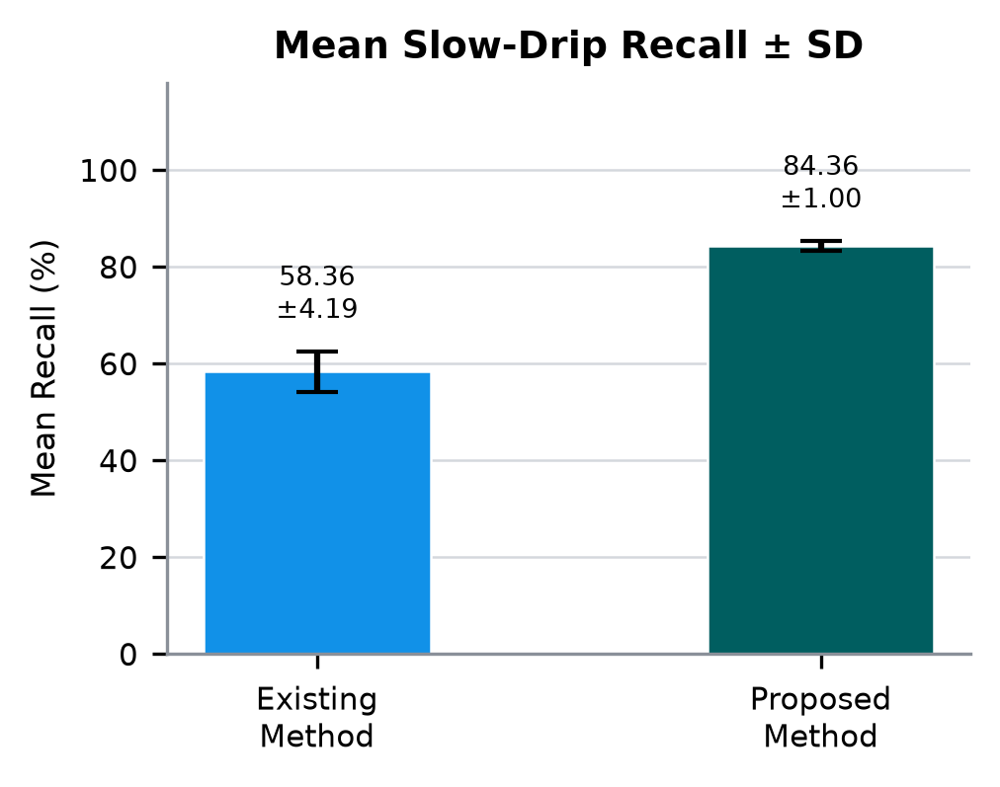 Mean Slow-Drip Recall ± SD
Mean Recall (%)
100
80
60
40
20
0
58.36
±4.19
84.36
±1.00
Existing
Method
Proposed
Method